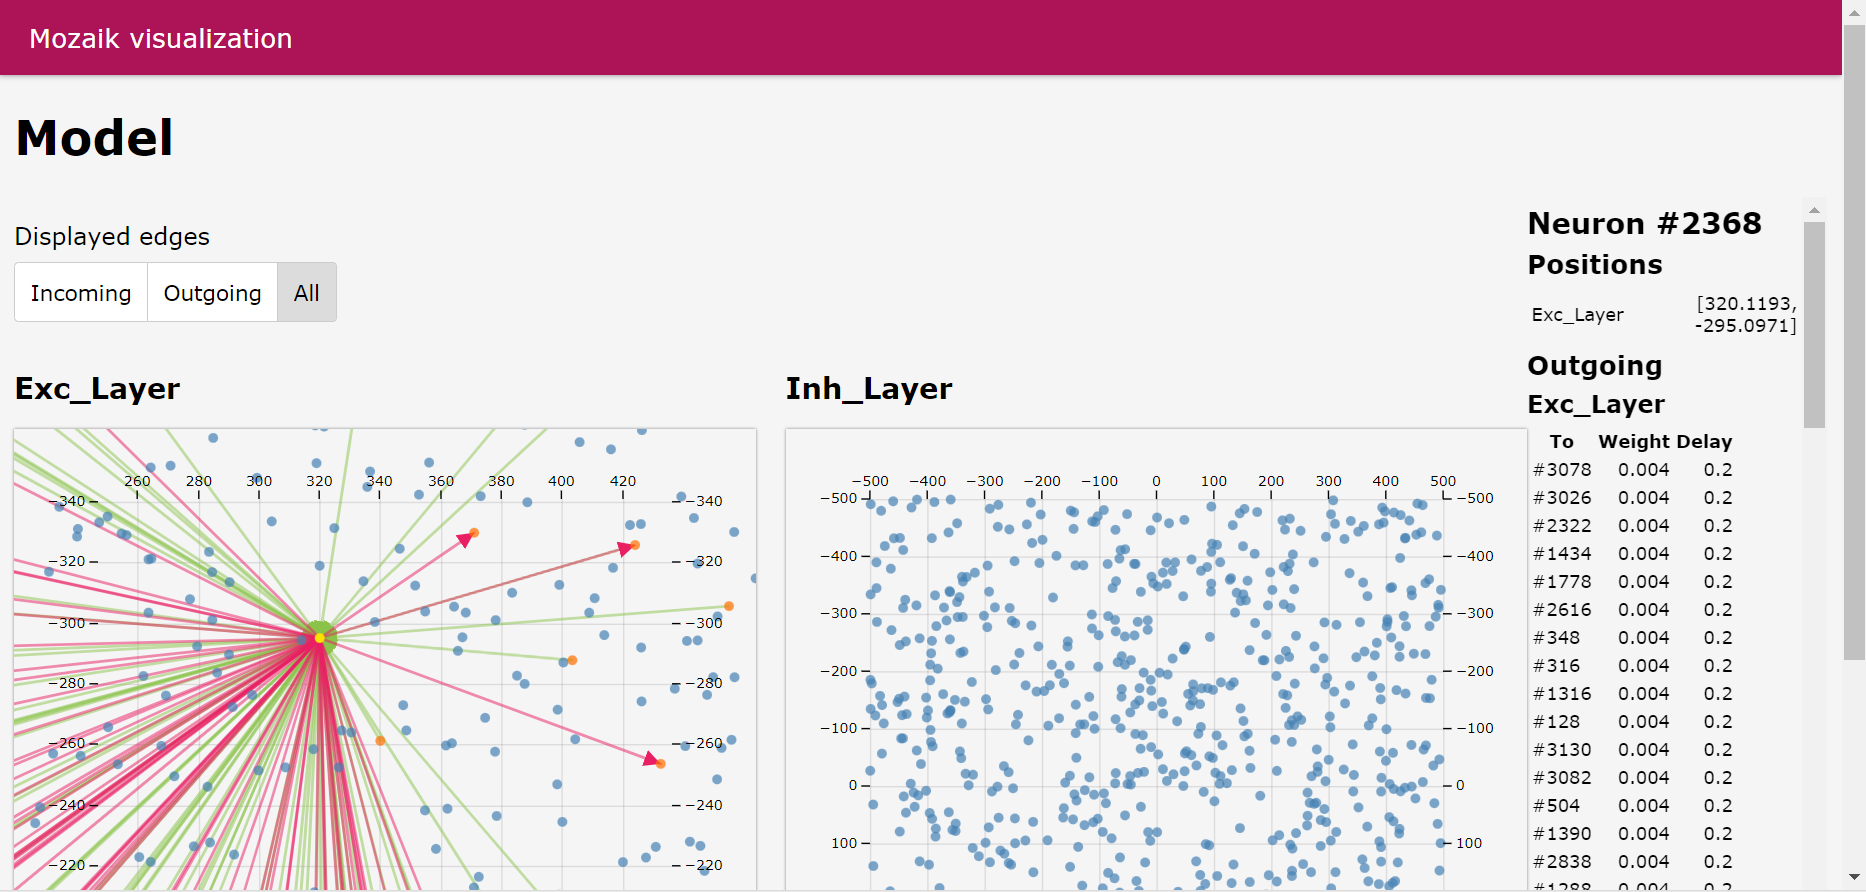 Mozaik visualization
Model
Displayed edges
Incoming Outgoing All
Exc_Layer
260 280 300 320 340 360 380 400 420
−340 −340
−320 −320
−300 −300
−280 −280
−260 −260
−240 −240
−220 −220
Inh_Layer
−500 −400 −300 −200 −100 0 100 200 300 400 500
−500 −500
−400 −400
−300 −300
−200 −200
−100 −100
0 0
100 100
Neuron #2368
Positions
Exc_Layer [320.1193,
-295.0971]
Outgoing
Exc_Layer
To Weight Delay
#3078 0.004 0.2
#3026 0.004 0.2
#2322 0.004 0.2
#1434 0.004 0.2
#1778 0.004 0.2
#2616 0.004 0.2
#348 0.004 0.2
#316 0.004 0.2
#1316 0.004 0.2
#128 0.004 0.2
#3130 0.004 0.2
#3082 0.004 0.2
#504 0.004 0.2
#1390 0.004 0.2
#2838 0.004 0.2
#1288 0.004 0.2